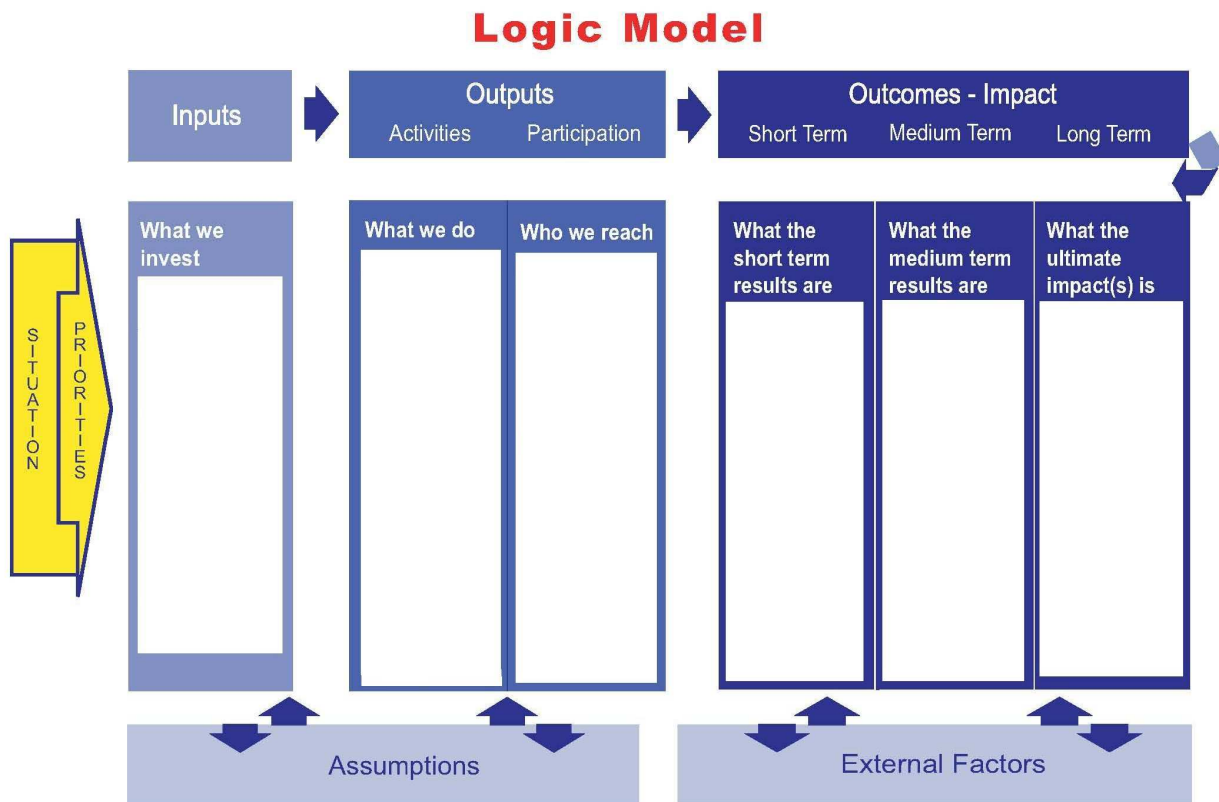 Logic Model
Inputs
Outputs
Activities Participation
Outcomes - Impact
Short Term Medium Term Long Term
SITUATION
PRIORITIES
What we
invest
What we do
Who we reach
What the
short term
results are
What the
medium term
results are
What the
ultimate
impact(s) is
Assumptions
External Factors